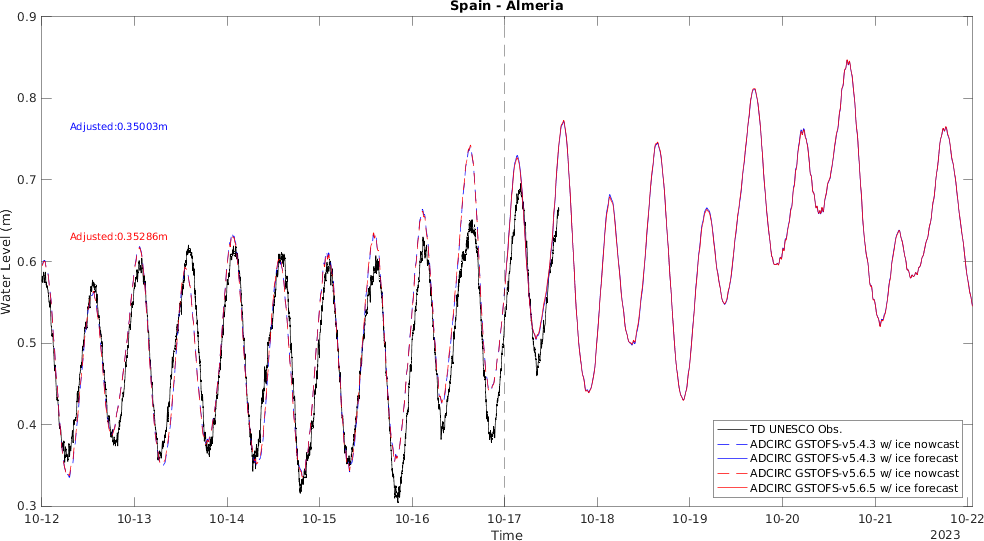 Spain - Almeria
Water Level (m)
0.9
0.8
0.7
0.6
0.5
0.4
0.3
Adjusted:0.35003m
Adjusted:0.35286m
TD UNESCO Obs.
ADCIRC GSTOFS-v5.4.3 w/ ice nowcast
ADCIRC GSTOFS-v5.4.3 w/ ice forecast
ADCIRC GSTOFS-v5.6.5 w/ ice nowcast
ADCIRC GSTOFS-v5.6.5 w/ ice forecast
10-12 10-13 10-14 10-15 10-16 10-17 10-18 10-19 10-20 10-21 10-22
Time
2023